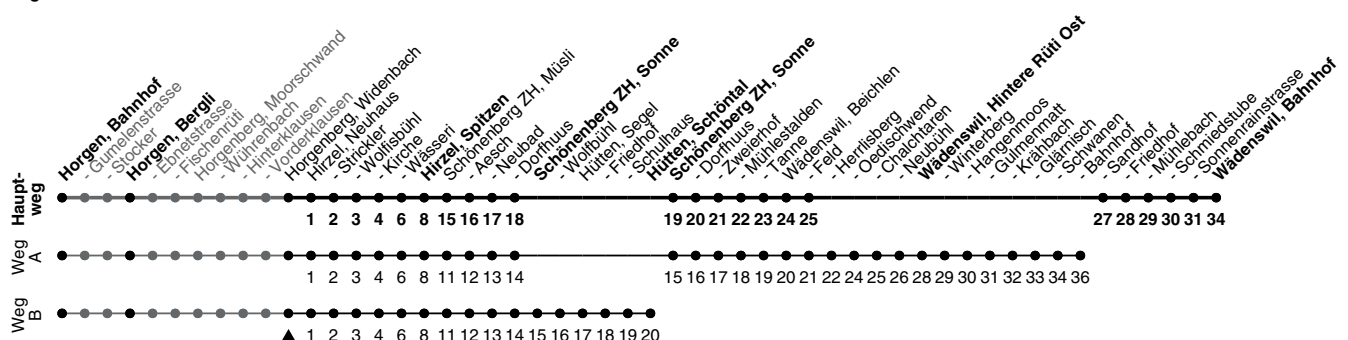 Horgen, Bahnhof
- Gumelenstrasse
- Stocker
Horgen, Bergli
- Ebnetstrasse
- Fischenrüti
Horgenberg, Moorschwand
- Wührenbach
- Hinterklausen
- Vorderklausen
Horgenberg, Widenbach
Hirzel, Neuhaus
- Strickler
- Wolfisbühl
- Kirche
- Wässeri
Hirzel, Spitzen
Schönenberg ZH, Müsli
- Aesch
- Neubad
- Dorfhuus
Schönenberg ZH, Sonne
- Wolfbühl
Hütten, Segel
- Friedhof
- Schulhaus
Hütten, Schöntal
Schönenberg ZH, Sonne
- Dorfhuus
- Zweierhof
- Mühlestalden
- Tanne
Wädenswil, Beichlen
- Feld
- Herrlisberg
- Oedischwend
- Chalchtaren
- Neubühl
Wädenswil, Hintere Rüti Ost
- Winterberg
- Hangenmoos
- Gulmenmatt
- Krähbach
- Glärnisch
- Schwanen
- Bahnhof
- Sandhof
- Friedhof
- Mühlebach
- Schmiedstube
- Sonnenrainstrasse
Wädenswil, Bahnhof
Haupt-
weg
1 2 3 4 6 8 15 16 17 18 19 20 21 22 23 24 25 27 28 29 30 31 34
Weg
A
1 2 3 4 6 8 11 12 13 14 15 16 17 18 19 20 21 22 24 25 26 28 29 30 31 32 33 34 36
Weg
B
1 2 3 4 6 8 11 12 13 14 15 16 17 18 19 20